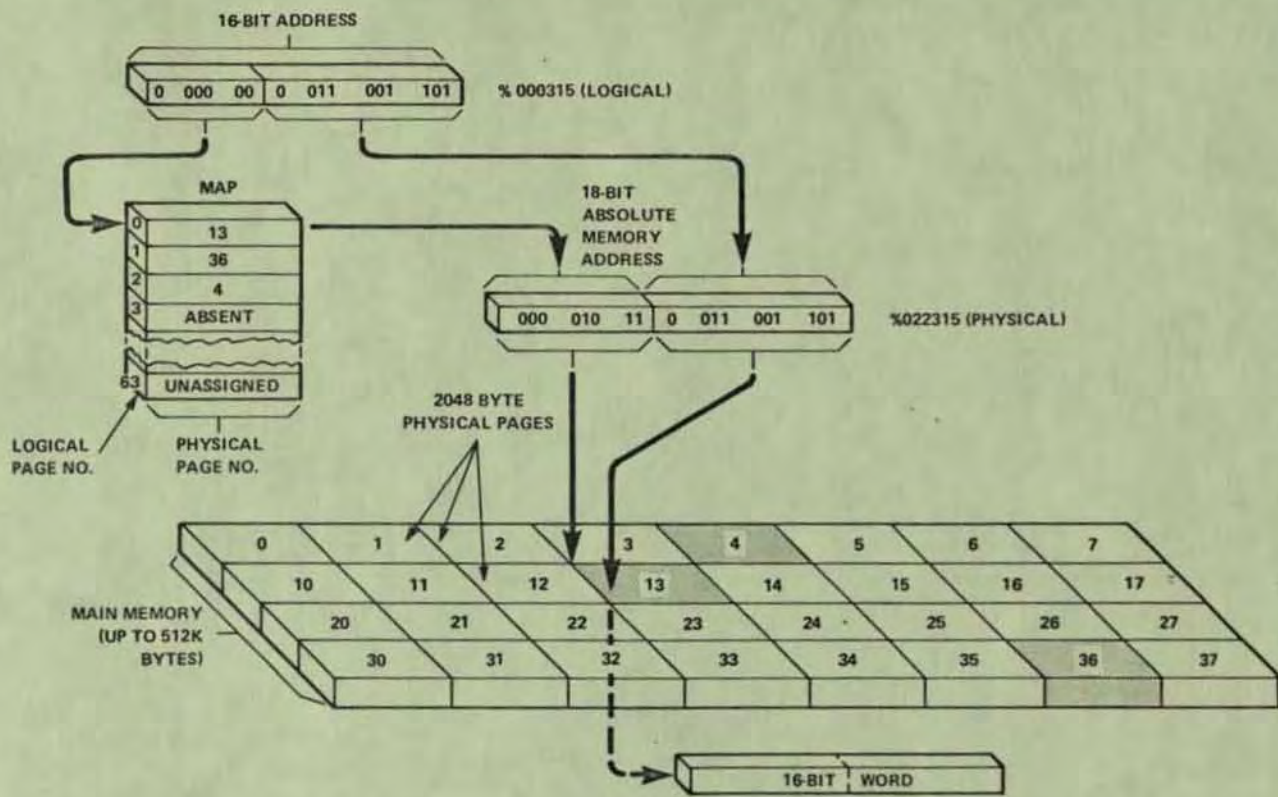 16-BIT ADDRESS
0 000 00 0 011 001 101
% 000315 (LOGICAL)
MAP
0 13
1 36
2 4
3 ABSENT
63 UNASSIGNED
LOGICAL
PAGE NO.
PHYSICAL
PAGE NO.
18-BIT
ABSOLUTE
MEMORY
ADDRESS
000 010 11 0 011 001 101
%022315 (PHYSICAL)
2048 BYTE
PHYSICAL PAGES
0 1 2 3 4 5 6 7
10 11 12 13 14 15 16 17
20 21 22 23 24 25 26 27
30 31 32 33 34 35 36 37
MAIN MEMORY
(UP TO 512K
BYTES)
16-BIT WORD